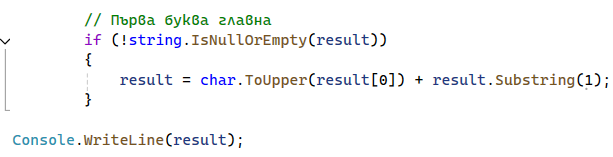 // Първа буква главна
if (!string.IsNullOrEmpty(result))
{
result = char.ToUpper(result[0]) + result.Substring(1);
}
Console.WriteLine(result);